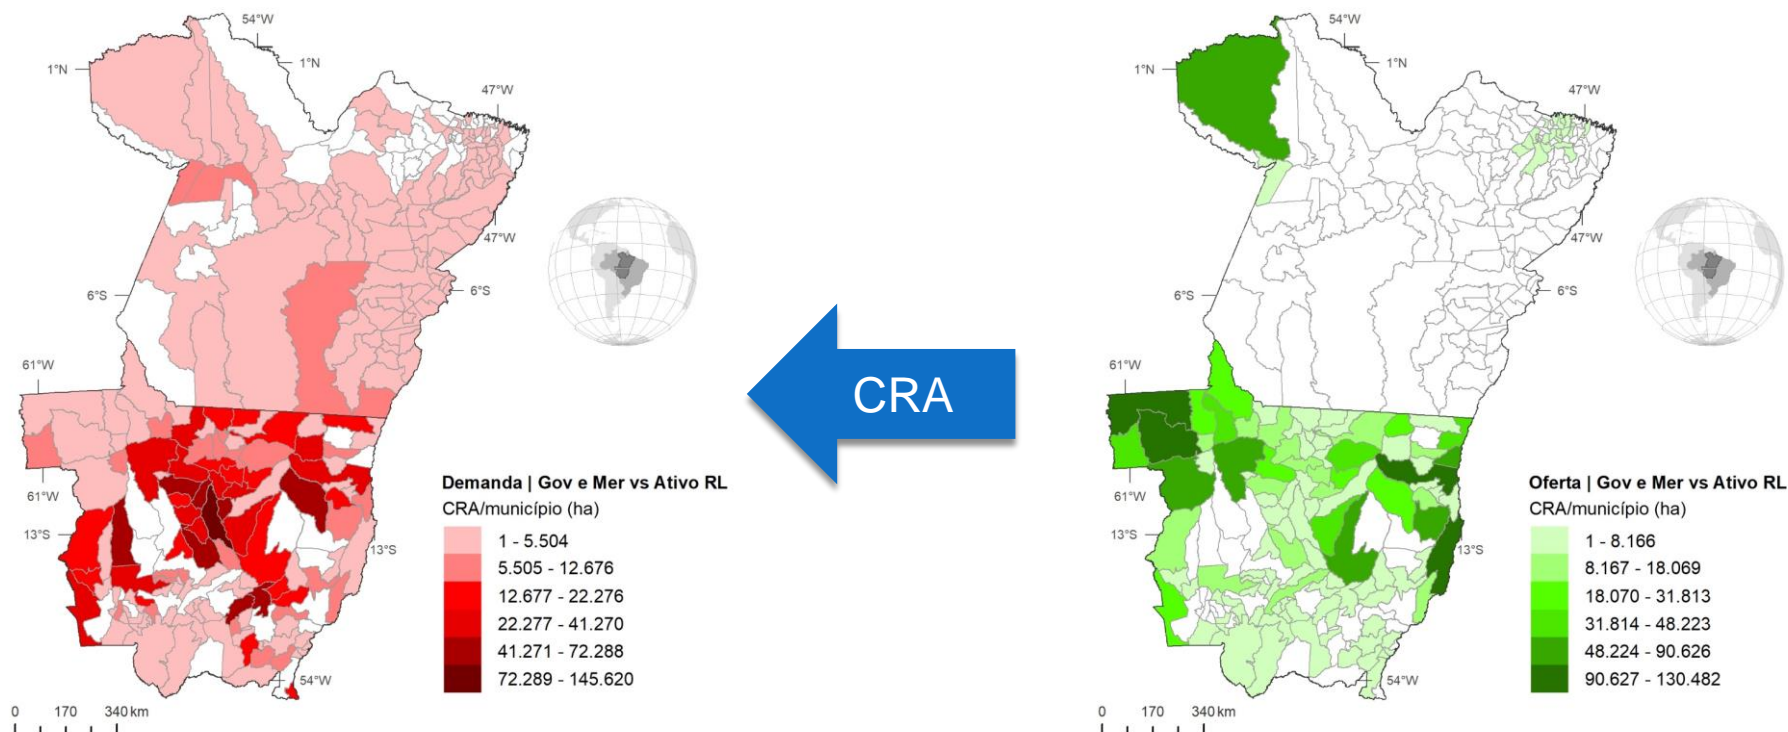 54°W
1°N
1°N
47°W
47°W
6°S
6°S
61°W
61°W
13°S
13°S
54°W
Demanda | Gov e Mer vs Ativo RL
CRA/município (ha)
1 - 5.504
5.505 - 12.676
12.677 - 22.276
22.277 - 41.270
41.271 - 72.288
72.289 - 145.620
0 170 340 km
CRA
54°W
1°N
1°N
47°W
47°W
6°S
6°S
61°W
61°W
13°S
13°S
54°W
Oferta | Gov e Mer vs Ativo RL
CRA/município (ha)
1 - 8.166
8.167 - 18.069
18.070 - 31.813
31.814 - 48.223
48.224 - 90.626
90.627 - 130.482
0 170 340 km